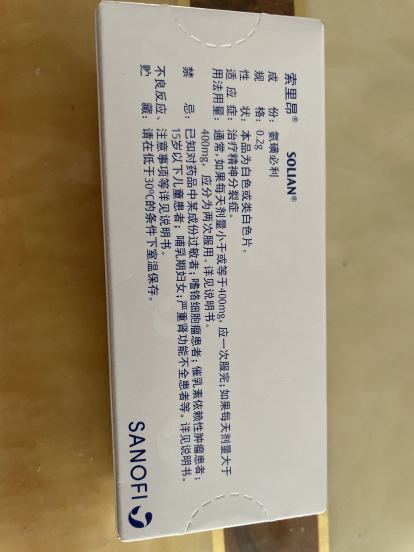 索里昂® SOLIAN®
成    份：氨磺必利
规    格：0.2g
性    状：本品为白色或类白色片。
适 应 症：治疗精神分裂症。
用法用量：通常,如果每天剂量小于或等于400mg，应一次服完;如果每天剂量大于
400mg，应分为两次服用。详见说明书。
禁    忌：已知对药品中某成份过敏者；嗜铬细胞瘤患者；催乳素依赖性肿瘤患者；
15岁以下儿童患者；哺乳期妇女；严重肾功能不全患者等。详见说明书。
不良反应、注意事项等详见说明书。
贮    藏：请在低于30℃的条件下室温保存。
SANOFI